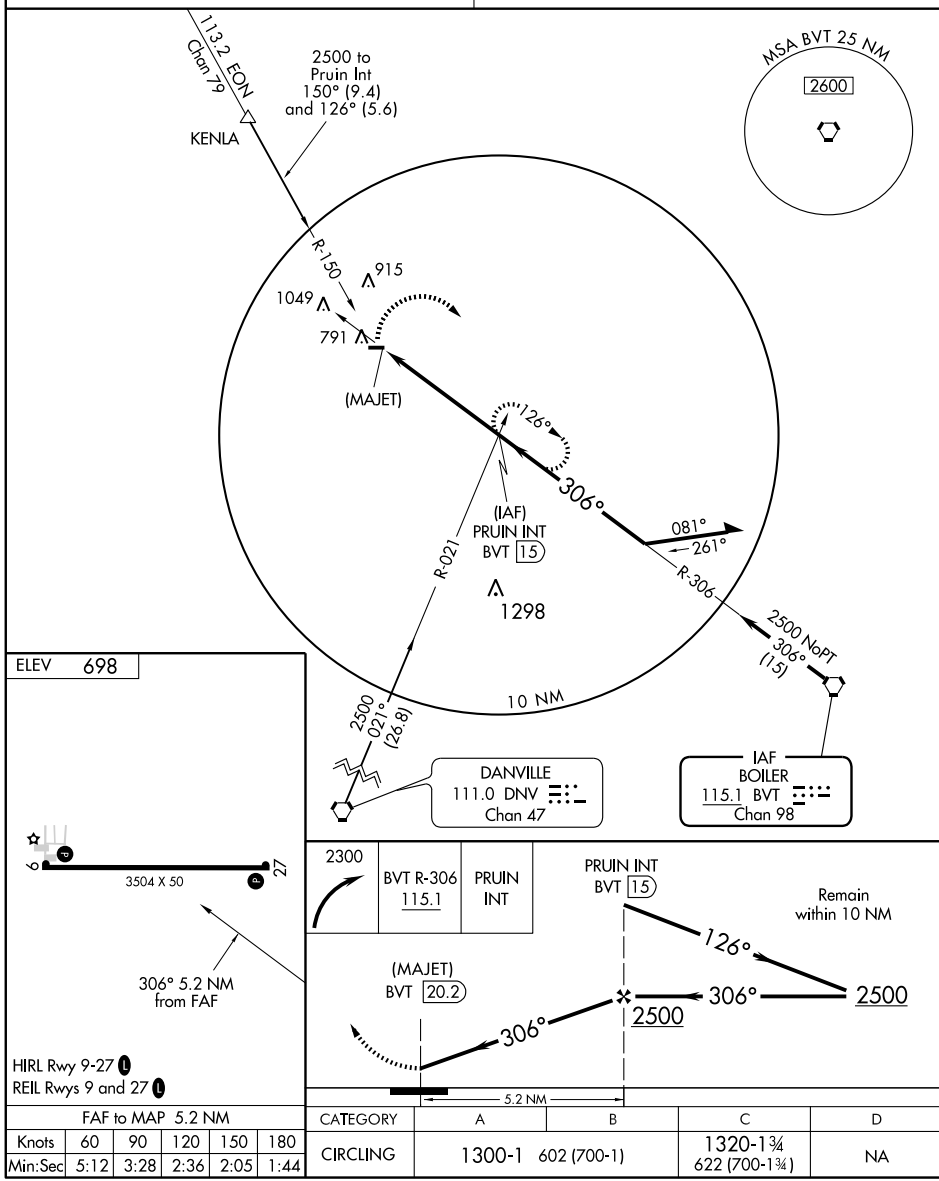 113.2 EON
Chan 79
KENLA
2500 to
Pruin Int
150° (9.4)
and 126° (5.6)
MSA BVT 25 NM
2600
R-150
915
1049
791
(MAJET)
126°
306°
(IAF)
PRUIN INT
BVT 15
081°
261°
R-021
R-306
1298
2500 NoPT
306°
(15)
10 NM
2500
021°
(26.8)
DANVILLE
111.0 DNV
Chan 47
IAF
BOILER
115.1 BVT
Chan 98
ELEV 698
9
P
3504 X 50
P
27
306° 5.2 NM
from FAF
HIRL Rwy 9-27 L
REIL Rwys 9 and 27 L
FAF to MAP 5.2 NM
Knots 60 90 120 150 180
Min:Sec 5:12 3:28 2:36 2:05 1:44
2300
BVT R-306
115.1
PRUIN
INT
PRUIN INT
BVT 15
Remain
within 10 NM
126°
(MAJET)
BVT 20.2
306°
2500
306°
2500
5.2 NM
CATEGORY A B C D
CIRCLING 1300-1 602 (700-1) 1320-1¾ 622 (700-1¾) NA